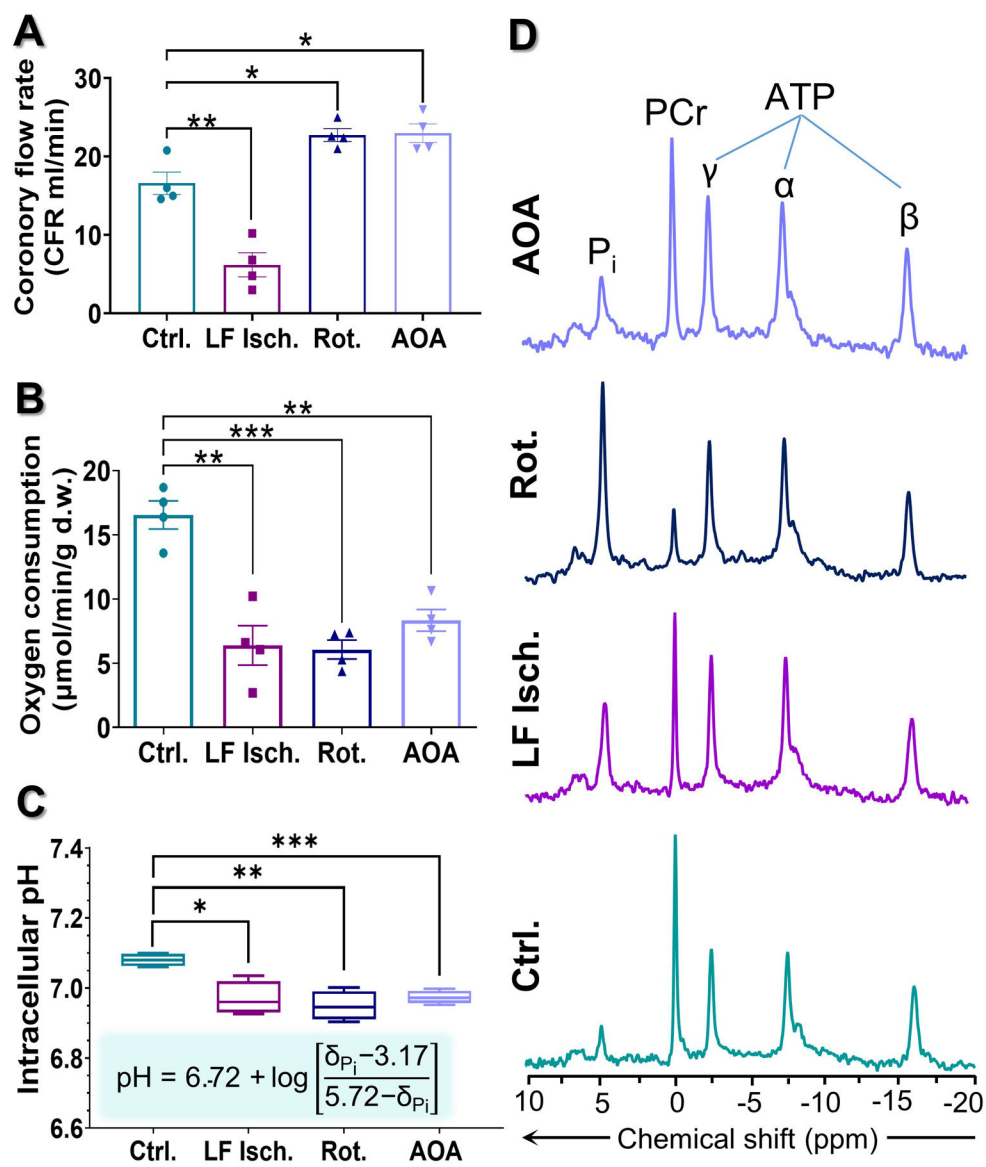 A
Coronory flow rate
(CFR ml/min)
30
20
10
0
*
*
**
Ctrl. LF Isch. Rot. AOA
B
Oxygen consumption
(µmol/min/g d.w.)
20
15
10
5
0
**
***
**
Ctrl. LF Isch. Rot. AOA
C
Intracellular pH
7.4
7.2
7.0
6.8
6.6
***
**
*
pH = 6.72 + log [δPi−3.17 / 5.72−δPi]
Ctrl. LF Isch. Rot. AOA
D
AOA
Pi
PCr
ATP
γ
α
β
Rot.
LF Isch.
Ctrl.
10 5 0 -5 -10 -15 -20
Chemical shift (ppm)